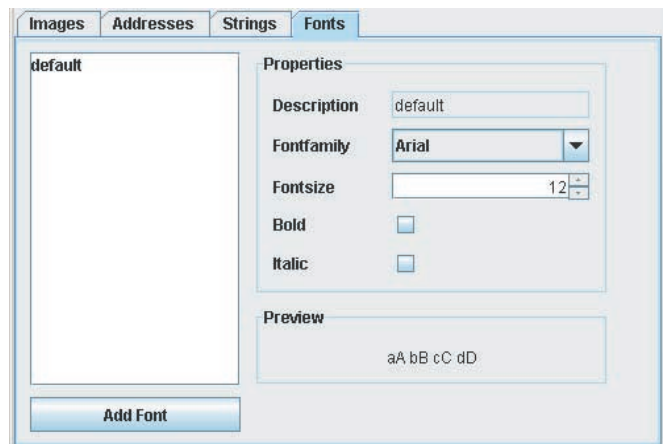 Images Addresses Strings Fonts
default
Properties
Description default
Fontfamily Arial
Fontsize 12
Bold
Italic
Preview
aA bB cC dD
Add Font